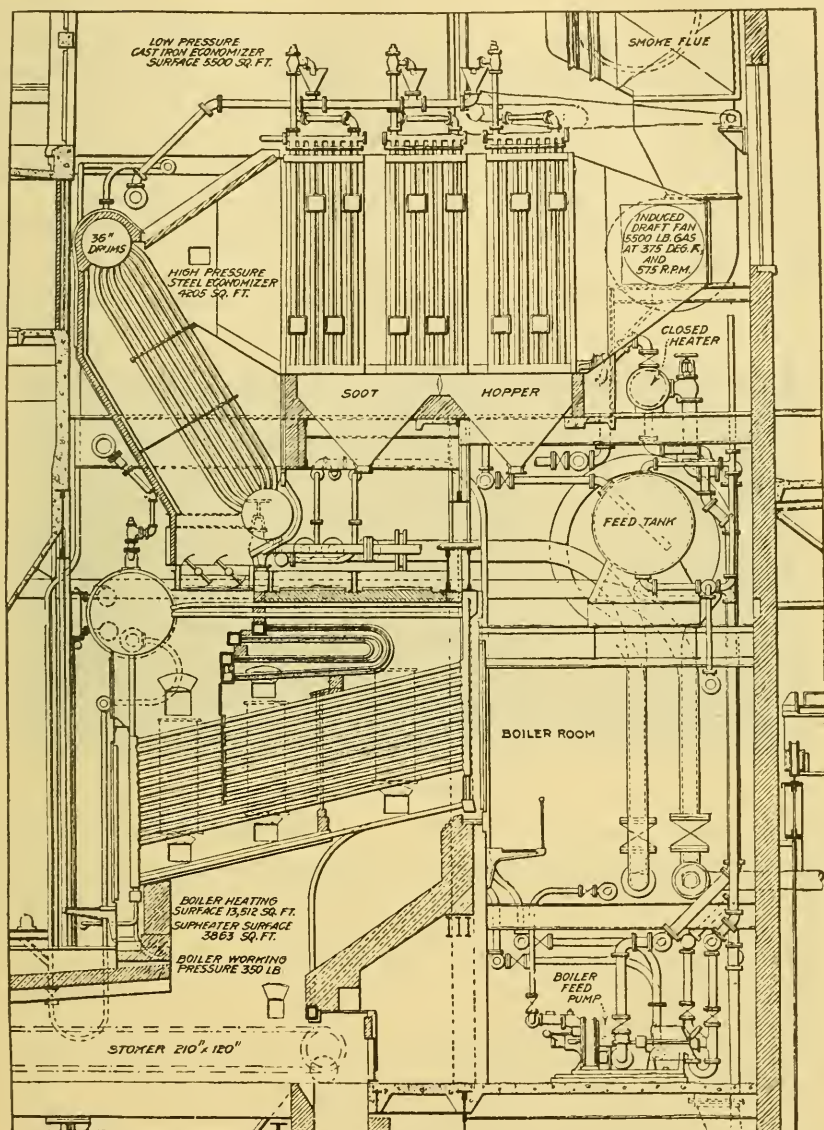 LOW PRESSURE
CAST IRON ECONOMIZER
SURFACE 5500 SQ. FT.
SMOKE FLUE
36"
DRUMS
HIGH PRESSURE
STEEL ECONOMIZER
4205 SQ. FT.
INDUCED
DRAFT FAN
5500 LB. GAS
AT 375 DEG. F.
AND
575 R.P.M.
CLOSED
HEATER
SOOT HOPPER
FEED TANK
BOILER ROOM
BOILER HEATING
SURFACE 13,512 SQ. FT.
SUPHEATER SURFACE
3863 SQ. FT.
BOILER WORKING
PRESSURE 350 LB
BOILER
FEED
PUMP
STOKER 210" x 120"